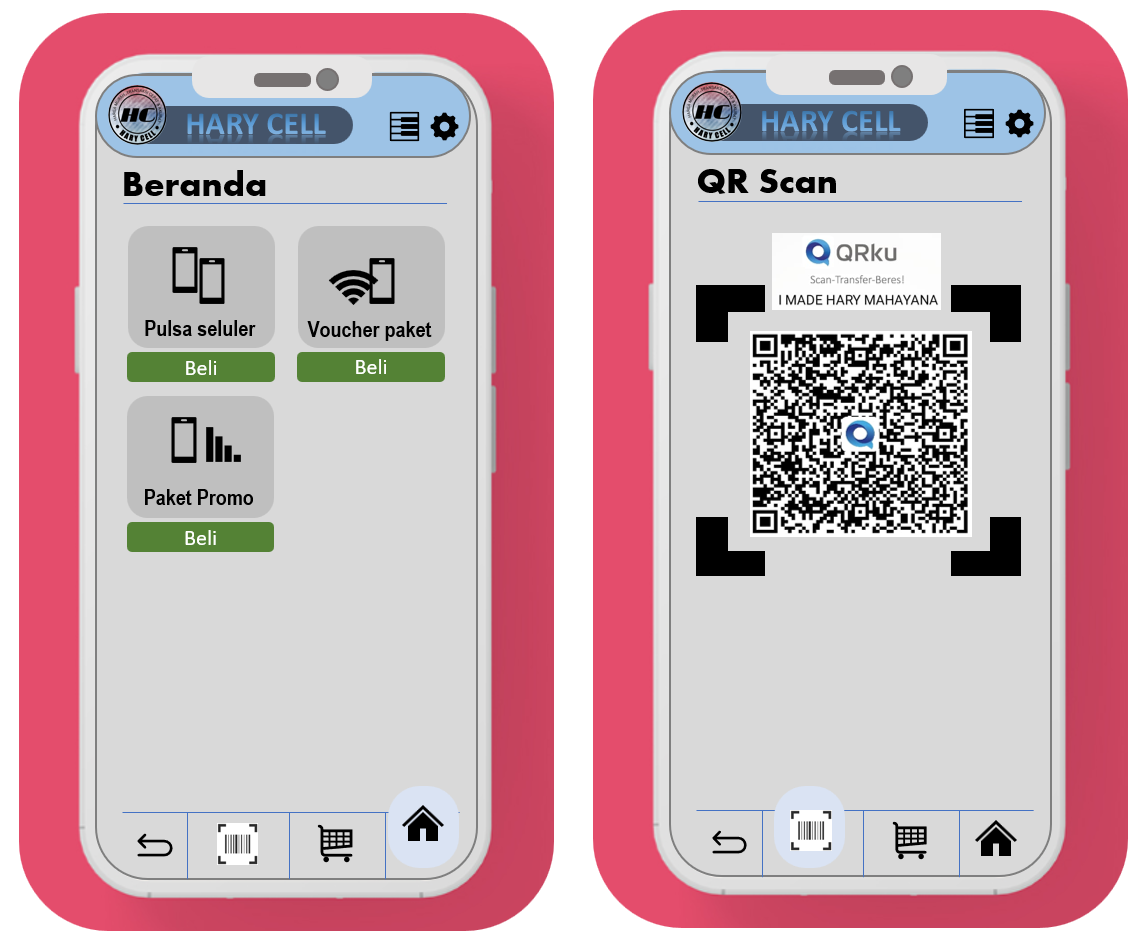 HC
HARY CELL
HARY CELL
Beranda
Pulsa seluler
Voucher paket
Beli
Beli
Paket Promo
Beli
HC
HARY CELL
HARY CELL
QR Scan
QRku
Scan-Transfer-Beres!
I MADE HARY MAHAYANA